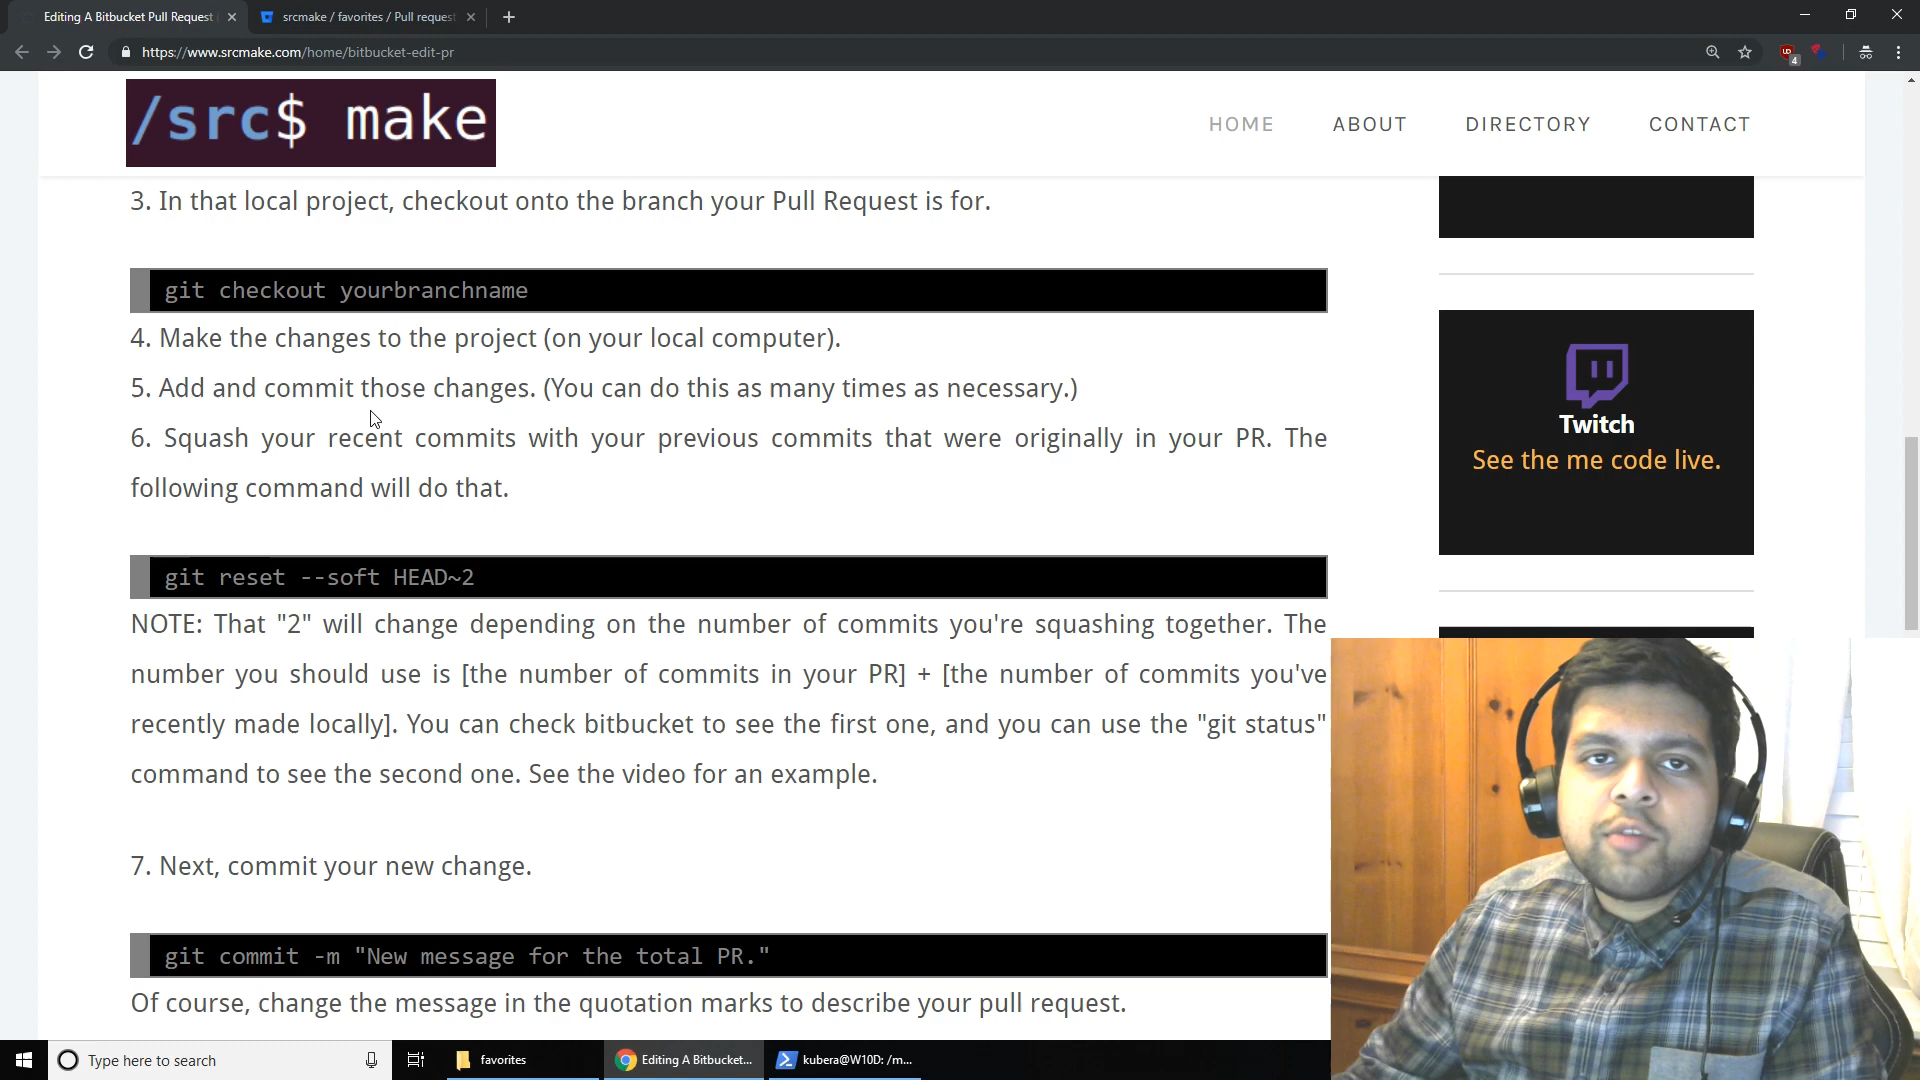 Editing A Bitbucket Pull Request
srcmake / favorites / Pull request
https://www.srcmake.com/home/bitbucket-edit-pr
UD
4
/src$ make
HOME
ABOUT
DIRECTORY
CONTACT
3. In that local project, checkout onto the branch your Pull Request is for.
git checkout yourbranchname
4. Make the changes to the project (on your local computer).
5. Add and commit those changes. (You can do this as many times as necessary.)
6. Squash your recent commits with your previous commits that were originally in your PR. The
following command will do that.
git reset --soft HEAD~2
NOTE: That "2" will change depending on the number of commits you're squashing together. The
number you should use is [the number of commits in your PR] + [the number of commits you've
recently made locally]. You can check bitbucket to see the first one, and you can use the "git status"
command to see the second one. See the video for an example.
7. Next, commit your new change.
git commit -m "New message for the total PR."
Of course, change the message in the quotation marks to describe your pull request.
Twitch
See the me code live.
Type here to search
favorites
Editing A Bitbucket...
kubera@W10D: /m...